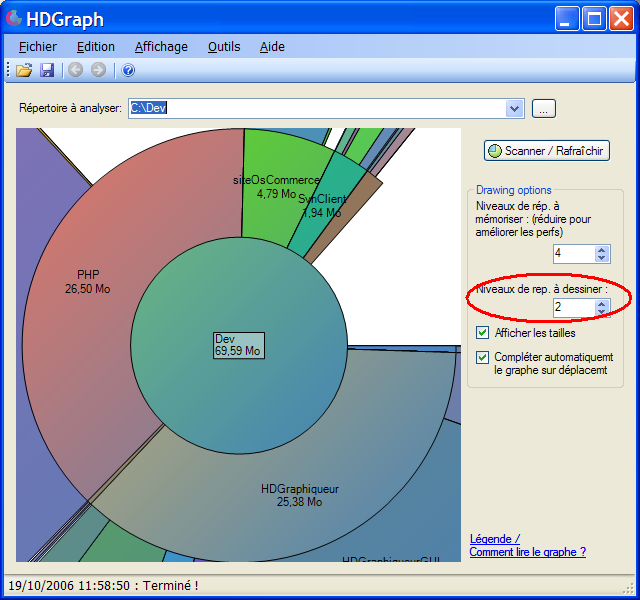 HDGraph
Fichier Edition Affichage Outils Aide
Répertoire à analyser: C:\Dev ...
Scanner / Rafraîchir
Drawing options
Niveaux de rép. à
mémoriser : (réduire pour
améliorer les perfs)
4
Niveaux de rep. à dessiner :
2
Afficher les tailles
Compléter automatiquemt
le graphe sur déplacemt
siteOsCommerce
4,79 Mo
SvnClient
1,94 Mo
PHP
26,50 Mo
Dev
69,59 Mo
HDGraphiqueur
25,38 Mo
HDGraphiqueurGUI
Légende /
Comment lire le graphe ?
19/10/2006 11:58:50 : Terminé !